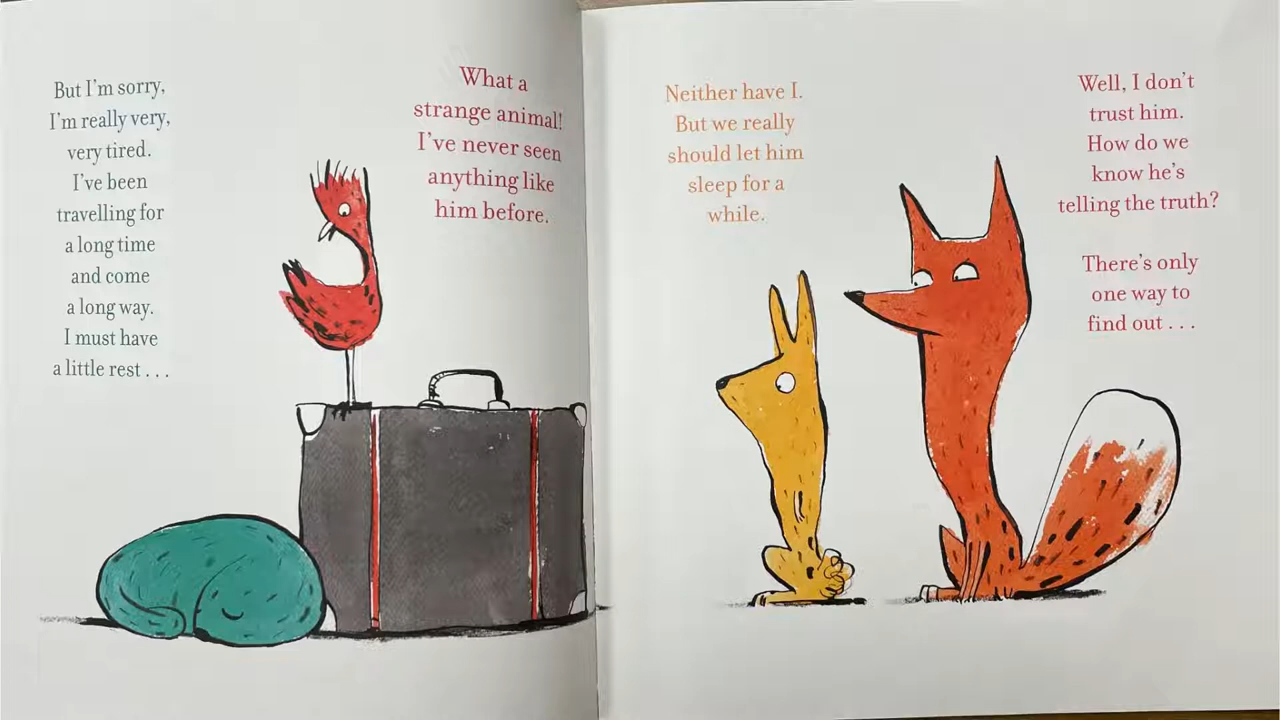 But I'm sorry,
I'm really very,
very tired.
I've been
travelling for
a long time
and come
a long way.
I must have
a little rest . . .
What a
strange animal!
I've never seen
anything like
him before.
Neither have I.
But we really
should let him
sleep for a
while.
Well, I don't
trust him.
How do we
know he's
telling the truth?
There's only
one way to
find out . . .